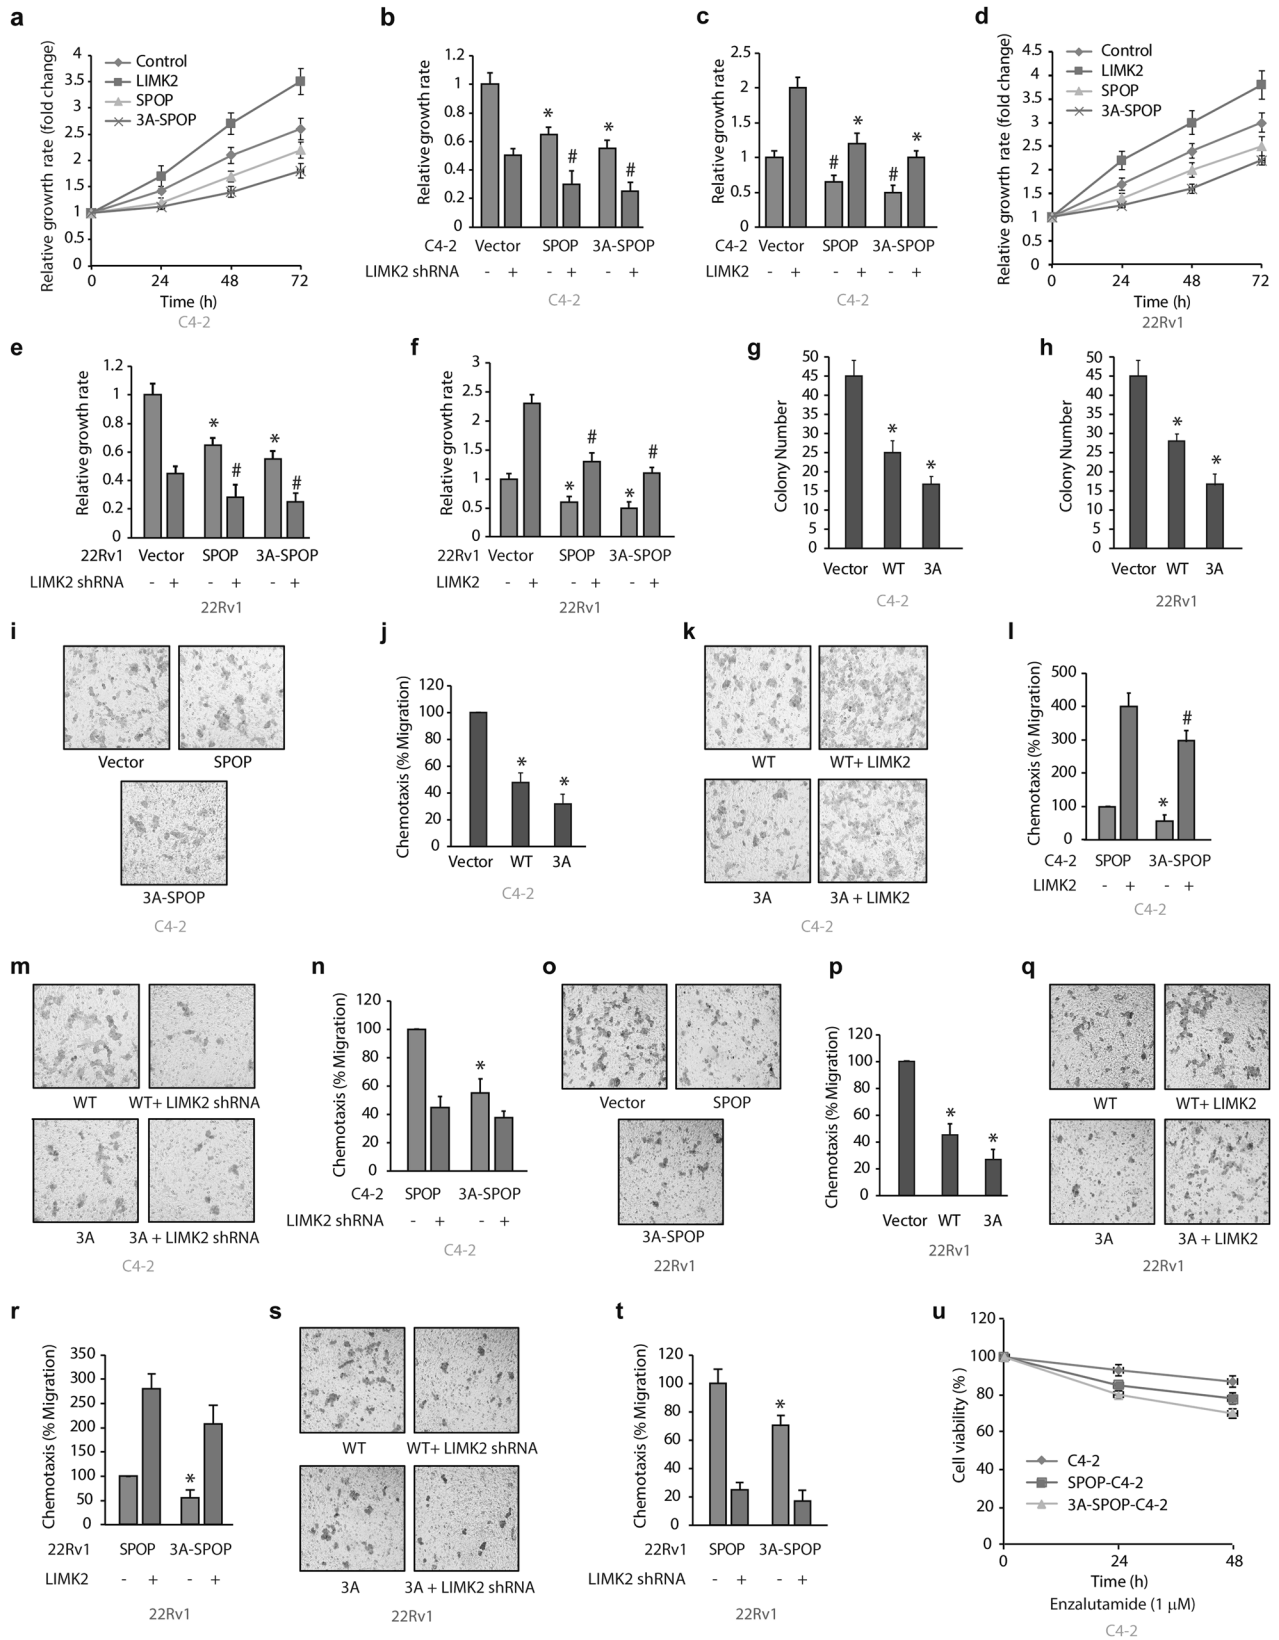 a
Relative growth rate (fold change)
4
3.5
3
2.5
2
1.5
1
0.5
0
Control
LIMK2
SPOP
3A-SPOP
0 24 48 72
Time (h)
C4-2
b
Relative growth rate
1.2
1
0.8
0.6
0.4
0.2
0
* *
# #
C4-2 Vector SPOP 3A-SPOP
LIMK2 shRNA - + - + - +
C4-2
c
Relative growth rate
2.5
2
1.5
1
0.5
0
* *
# #
C4-2 Vector SPOP 3A-SPOP
LIMK2 - + - + - +
C4-2
d
Relative growth rate (fold change)
4.5
4
3.5
3
2.5
2
1.5
1
0.5
0
Control
LIMK2
SPOP
3A-SPOP
0 24 48 72
Time (h)
22Rv1
e
Relative growth rate
1.2
1
0.8
0.6
0.4
0.2
0
* *
# #
22Rv1 Vector SPOP 3A-SPOP
LIMK2 shRNA - + - + - +
22Rv1
f
Relative growth rate
3
2.5
2
1.5
1
0.5
0
# #
* *
22Rv1 Vector SPOP 3A-SPOP
LIMK2 - + - + - +
22Rv1
g
Colony Number
50
45
40
35
30
25
20
15
10
5
0
* *
Vector WT 3A
C4-2
h
Colony Number
50
45
40
35
30
25
20
15
10
5
0
* *
Vector WT 3A
22Rv1
i
Vector SPOP
3A-SPOP
C4-2
j
Chemotaxis (% Migration)
120
100
80
60
40
20
0
* *
Vector WT 3A
C4-2
k
WT WT+ LIMK2
3A 3A + LIMK2
C4-2
l
Chemotaxis (% Migration)
500
400
300
200
100
0
* #
C4-2 SPOP 3A-SPOP
LIMK2 - + - +
C4-2
m
WT WT+ LIMK2 shRNA
3A 3A + LIMK2 shRNA
C4-2
n
Chemotaxis (% Migration)
120
100
80
60
40
20
0
*
C4-2 SPOP 3A-SPOP
LIMK2 shRNA - + - +
C4-2
o
Vector SPOP
3A-SPOP
22Rv1
p
Chemotaxis (% Migration)
120
100
80
60
40
20
0
* *
Vector WT 3A
22Rv1
q
WT WT+ LIMK2
3A 3A + LIMK2
22Rv1
r
Chemotaxis (% Migration)
350
300
250
200
150
100
50
0
*
22Rv1 SPOP 3A-SPOP
LIMK2 - + - +
22Rv1
s
WT WT+ LIMK2 shRNA
3A 3A + LIMK2 shRNA
22Rv1
t
Chemotaxis (% Migration)
120
100
80
60
40
20
0
*
22Rv1 SPOP 3A-SPOP
LIMK2 shRNA - + - +
22Rv1
u
Cell viability (%)
120
100
80
60
40
20
0
C4-2
SPOP-C4-2
3A-SPOP-C4-2
0 24 48
Time (h)
Enzalutamide (1 μM)
C4-2